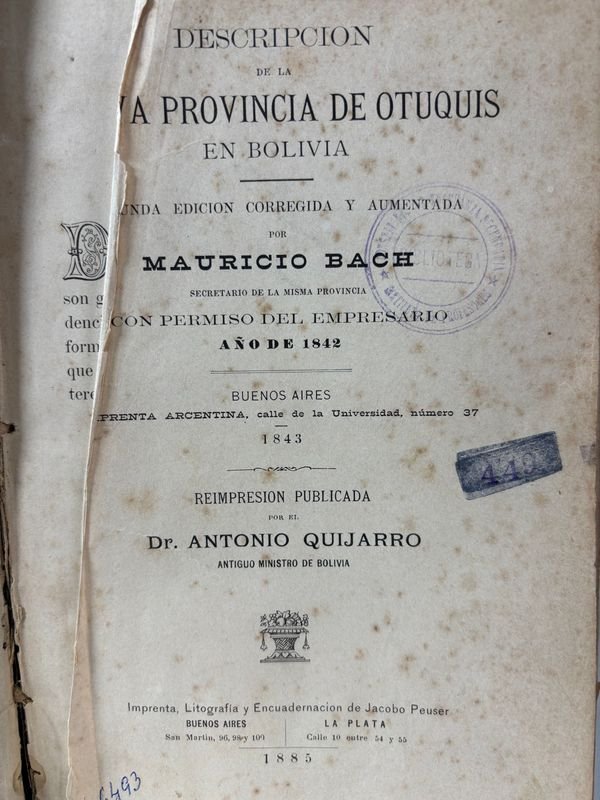 DESCRIPCION
DE LA
VA PROVINCIA DE OTUQUIS
EN BOLIVIA
UNDA EDICION CORREGIDA Y AUMENTADA
POR
MAURICIO BACH
SECRETARIO DE LA MISMA PROVINCIA
CON PERMISO DEL EMPRESARIO
AÑO DE 1842
BUENOS AIRES
PRENTA ARGENTINA, calle de la Universidad, número 37
1843
REIMPRESION PUBLICADA
POR EL
Dr. ANTONIO QUIJARRO
ANTIGUO MINISTRO DE BOLIVIA
Imprenta, Litografía y Encuadernacion de Jacobo Peuser
BUENOS AIRES
San Martin, 96, 98 y 100
LA PLATA
Calle 10 entre 54 y 55
1885
D
son g
denc
form
que
tere
440
6493